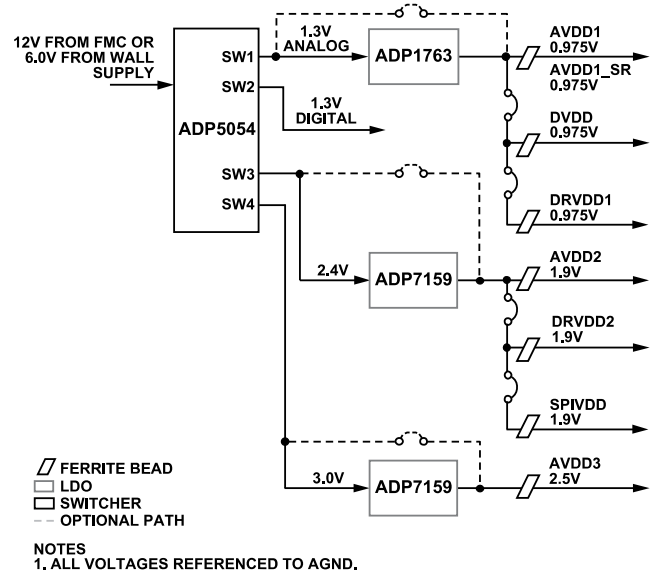 12V FROM FMC OR
6.0V FROM WALL
SUPPLY
ADP5054
SW1
SW2
SW3
SW4
1.3V
ANALOG
ADP1763
1.3V
DIGITAL
AVDD1
0.975V
AVDD1_SR
0.975V
DVDD
0.975V
DRVDD1
0.975V
2.4V
ADP7159
AVDD2
1.9V
DRVDD2
1.9V
SPIVDD
1.9V
3.0V
ADP7159
AVDD3
2.5V
FERRITE BEAD
LDO
SWITCHER
OPTIONAL PATH
NOTES
1. ALL VOLTAGES REFERENCED TO AGND.